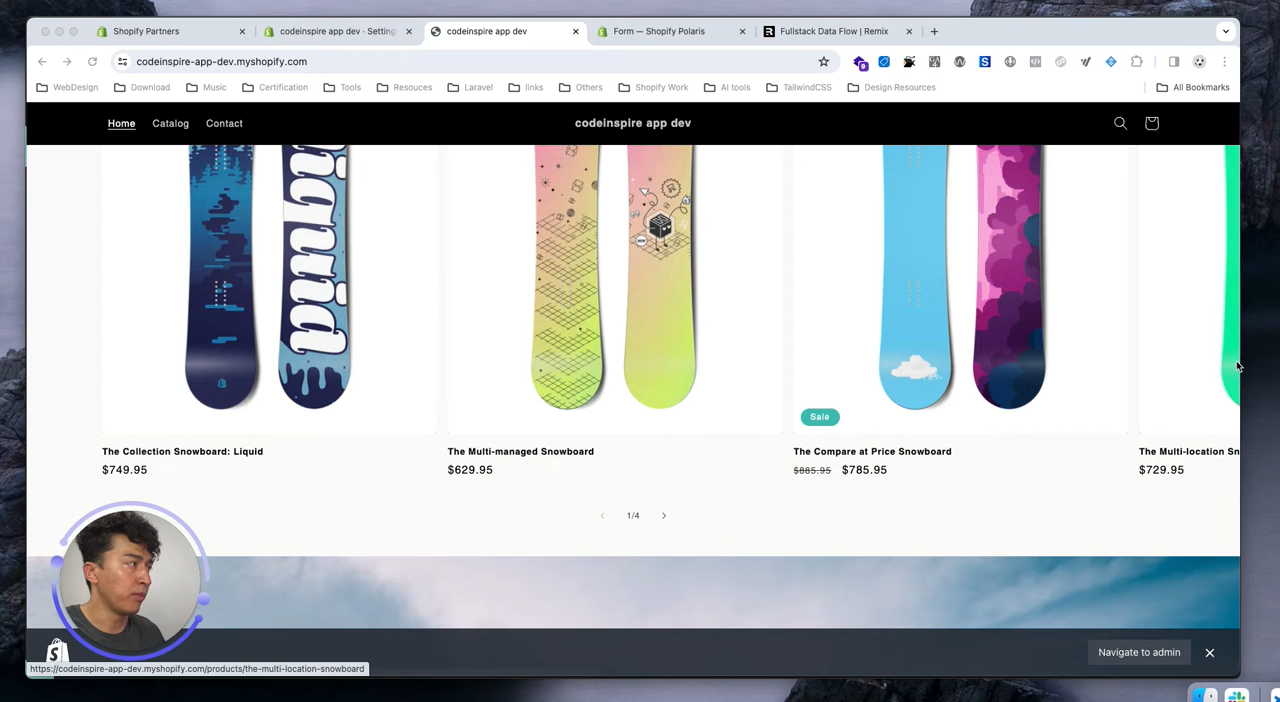 Shopify Partners
codeinspire app dev · Setting
codeinspire app dev
Form — Shopify Polaris
Fullstack Data Flow | Remix
codeinspire-app-dev.myshopify.com
9
WebDesign
Download
Music
Certification
Tools
Resouces
Laravel
links
Others
Shopify Work
AI tools
TailwindCSS
Design Resources
All Bookmarks
Home
Catalog
Contact
codeinspire app dev
iquid
Sale
The Collection Snowboard: Liquid
$749.95
The Multi-managed Snowboard
$629.95
The Compare at Price Snowboard
$885.95 $785.95
The Multi-location Sn
$729.95
1/4
Navigate to admin
https://codeinspire-app-dev.myshopify.com/products/the-multi-location-snowboard